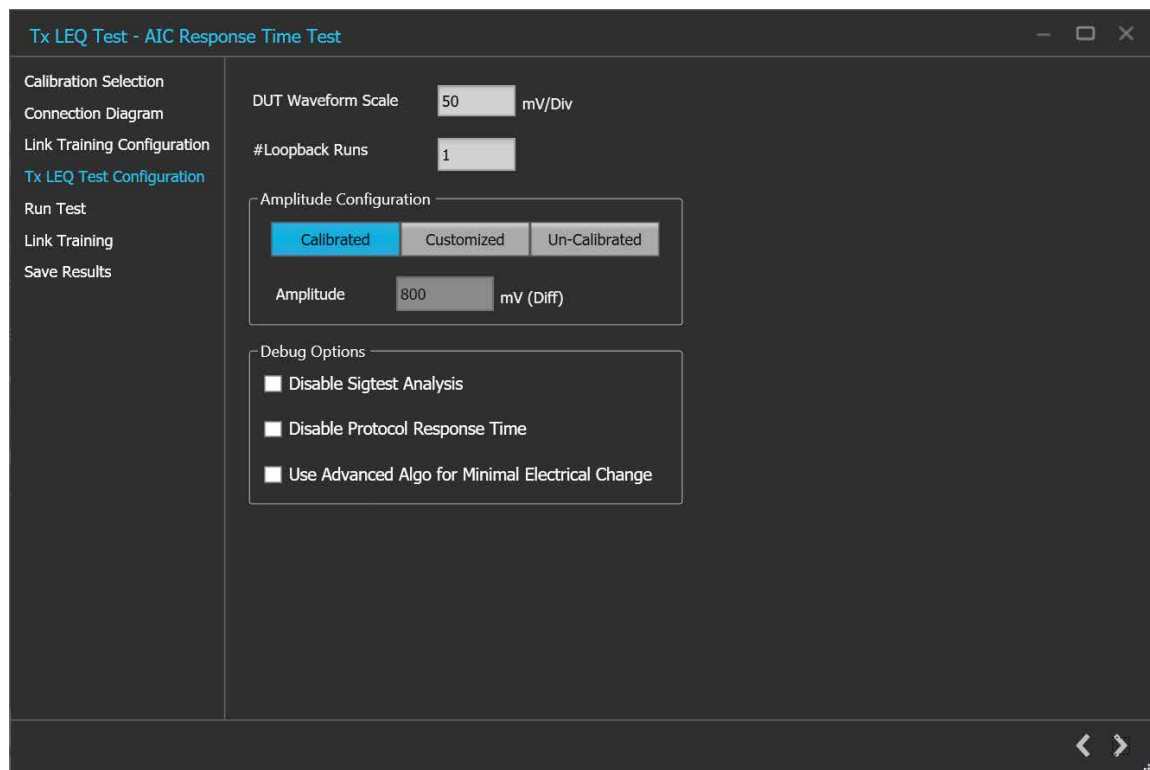 Tx LEQ Test - AIC Response Time Test
Calibration Selection
Connection Diagram
Link Training Configuration
Tx LEQ Test Configuration
Run Test
Link Training
Save Results
DUT Waveform Scale 50 mV/Div
#Loopback Runs 1
Amplitude Configuration
Calibrated Customized Un-Calibrated
Amplitude 800 mV (Diff)
Debug Options
Disable Sigtest Analysis
Disable Protocol Response Time
Use Advanced Algo for Minimal Electrical Change